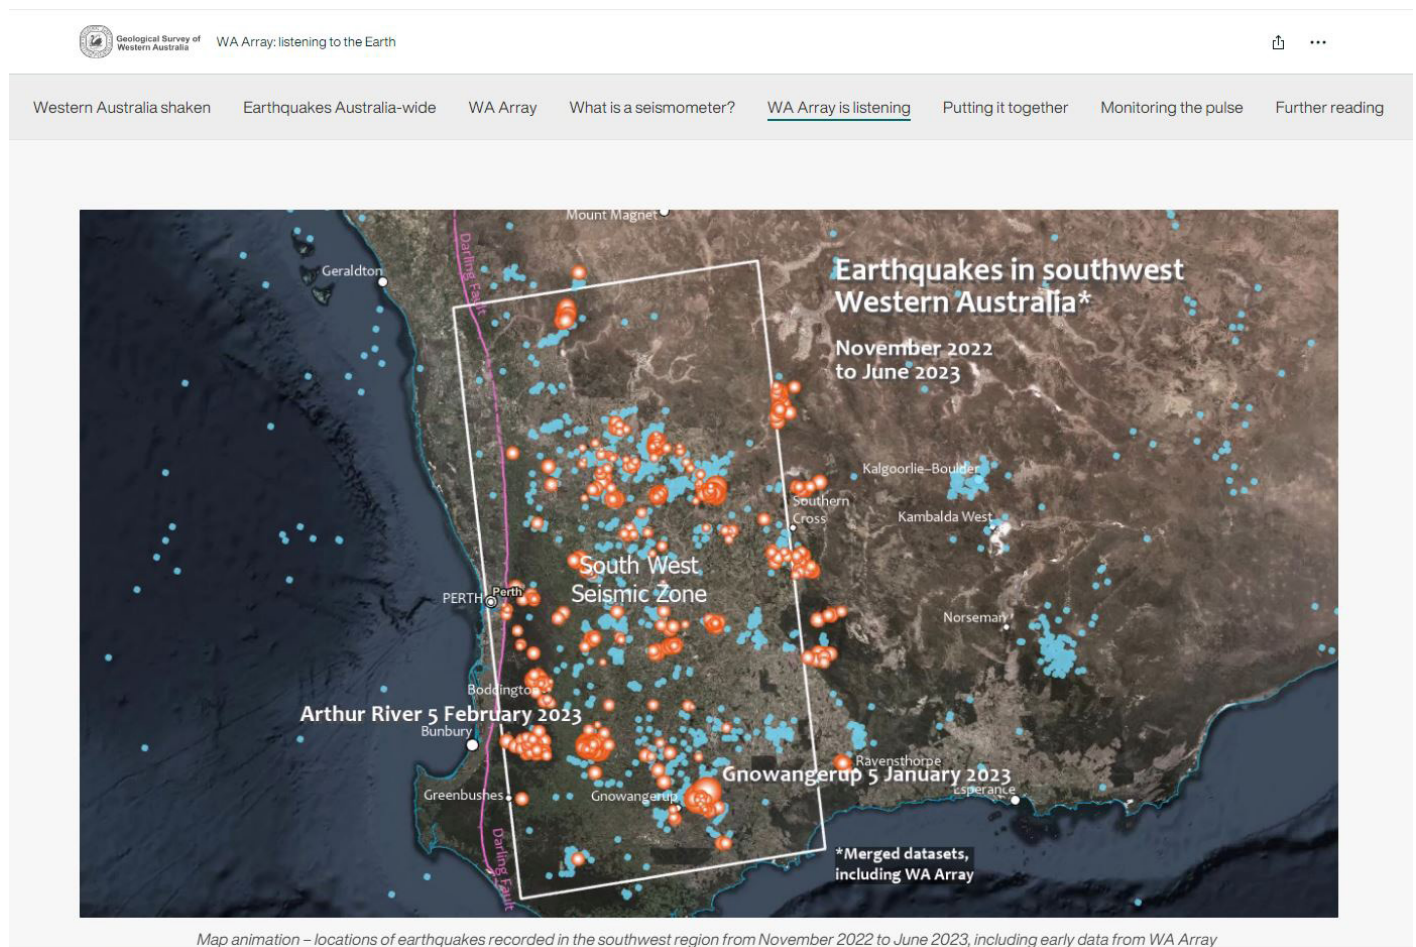 Geological Survey of
Western Australia
WA Array: listening to the Earth
Western Australia shaken
Earthquakes Australia-wide
WA Array
What is a seismometer?
WA Array is listening
Putting it together
Monitoring the pulse
Further reading
Mount Magnet
Darling Fault
Geraldton
Earthquakes in southwest
Western Australia*
November 2022
to June 2023
Kalgoorlie–Boulder
Southern
Cross
Kambalda West
South West
Seismic Zone
PERTH
Perth
Norseman
Boddington
Arthur River 5 February 2023
Bunbury
Ravensthorpe
Gnowangerup 5 January 2023
Esperance
Greenbushes
Gnowangerup
Darling Fault
*Merged datasets,
including WA Array
Map animation – locations of earthquakes recorded in the southwest region from November 2022 to June 2023, including early data from WA Array